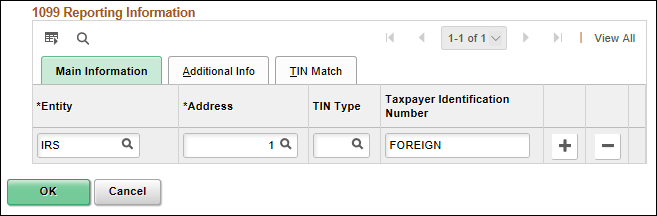 1099 Reporting Information
1-1 of 1 | View All
Main Information Additional Info TIN Match
*Entity *Address TIN Type Taxpayer Identification Number
IRS 1 FOREIGN
OK Cancel